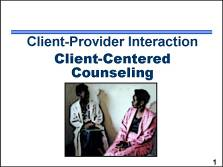 Client-Provider Interaction
Client-Centered
Counseling
1